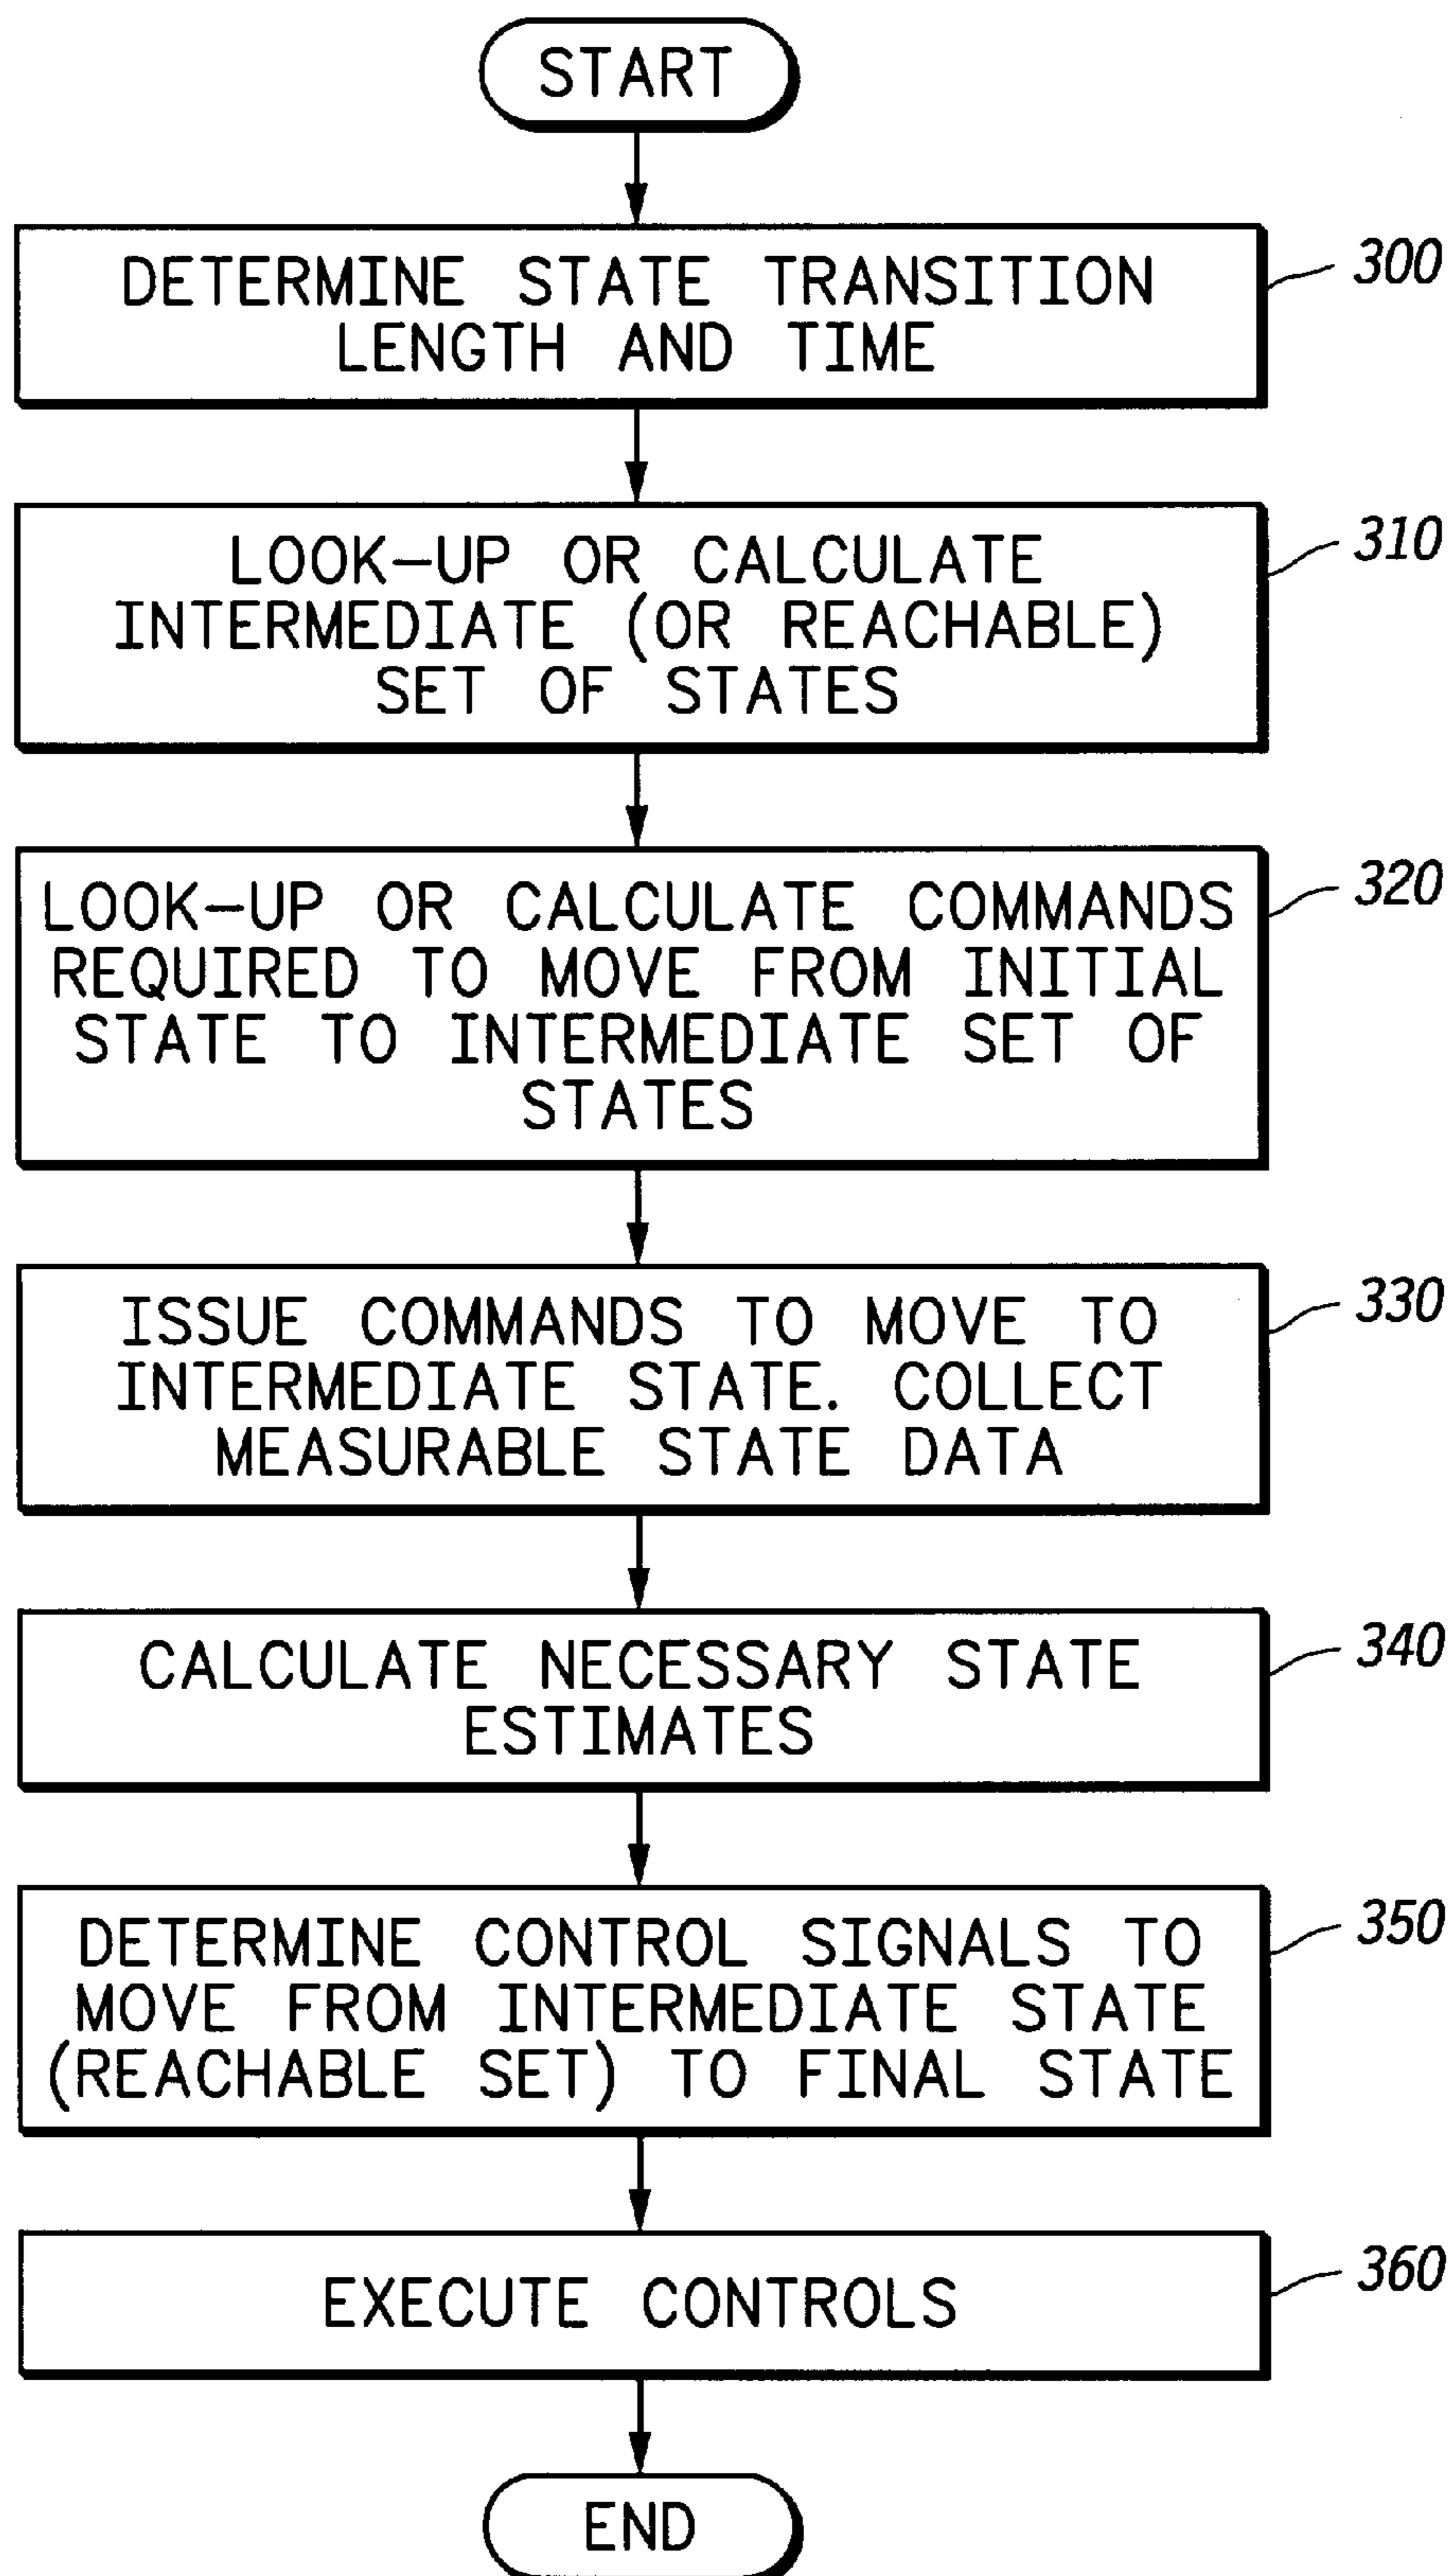 START
DETERMINE STATE TRANSITION
LENGTH AND TIME
300
LOOK-UP OR CALCULATE
INTERMEDIATE (OR REACHABLE)
SET OF STATES
310
LOOK-UP OR CALCULATE COMMANDS
REQUIRED TO MOVE FROM INITIAL
STATE TO INTERMEDIATE SET OF
STATES
320
ISSUE COMMANDS TO MOVE TO
INTERMEDIATE STATE. COLLECT
MEASURABLE STATE DATA
330
CALCULATE NECESSARY STATE
ESTIMATES
340
DETERMINE CONTROL SIGNALS TO
MOVE FROM INTERMEDIATE STATE
(REACHABLE SET) TO FINAL STATE
350
EXECUTE CONTROLS
360
END